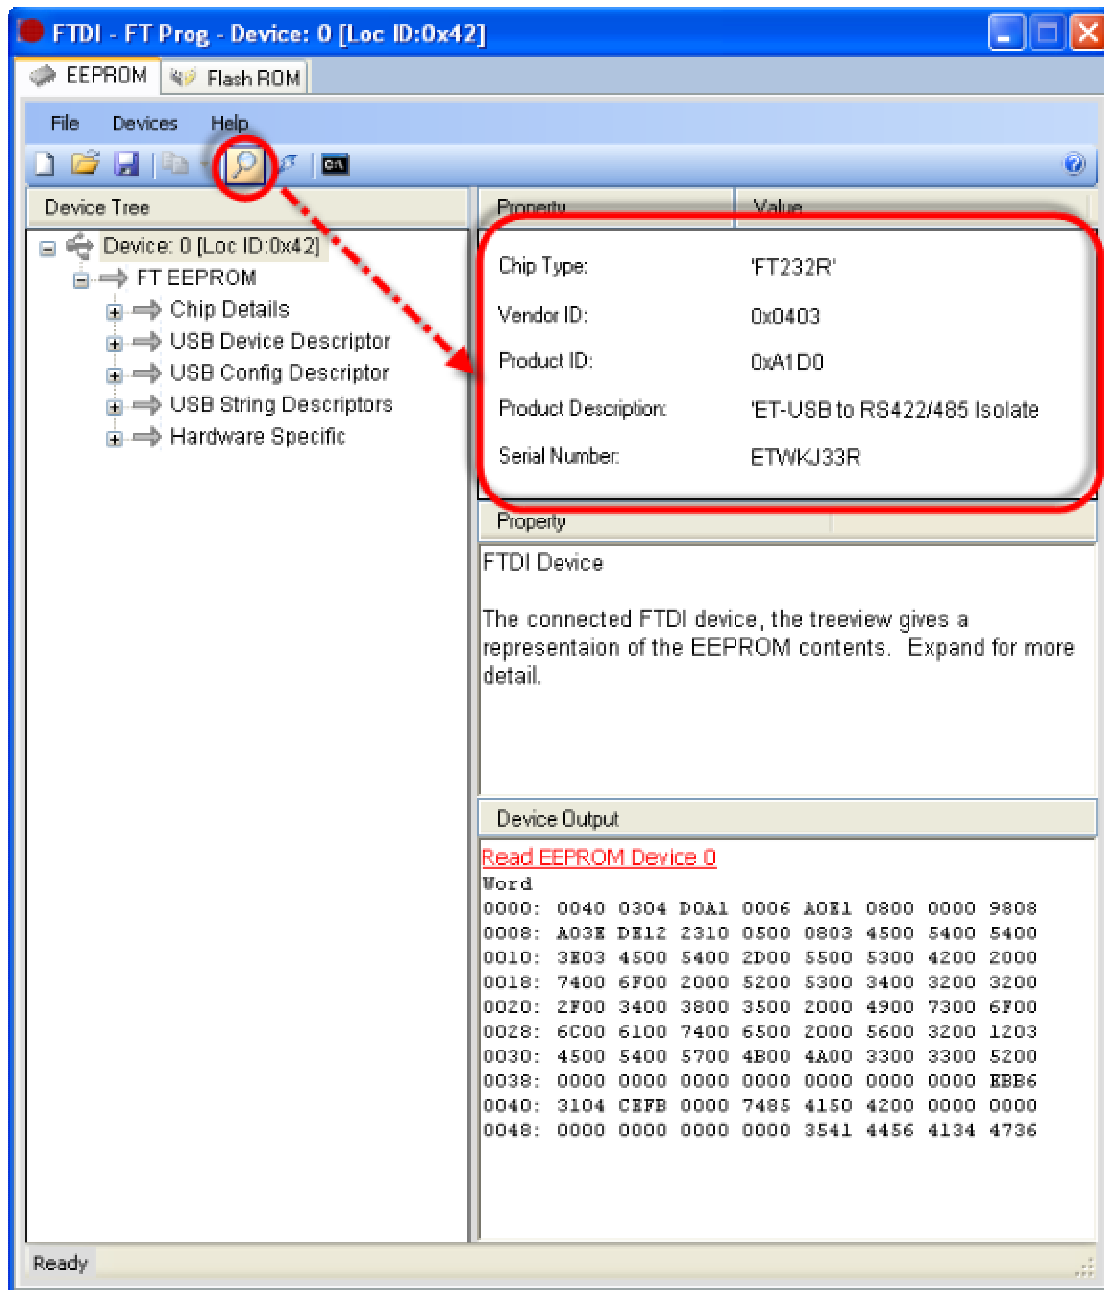 FTDI - FT Prog - Device: 0 [Loc ID:0x42]
EEPROM Flash ROM
File Devices Help
C:\
Device Tree
Property Value
Device: 0 [Loc ID:0x42]
FT EEPROM
Chip Details
USB Device Descriptor
USB Config Descriptor
USB String Descriptors
Hardware Specific
Chip Type: 'FT232R'
Vendor ID: 0x0403
Product ID: 0xA1D0
Product Description: 'ET-USB to RS422/485 Isolate
Serial Number: ETWKJ33R
Property
FTDI Device
The connected FTDI device, the treeview gives a
representaion of the EEPROM contents. Expand for more
detail.
Device Output
Read EEPROM Device 0
Word
0000: 0040 0304 D0A1 0006 A0E1 0800 0000 9808
0008: A03E DE12 2310 0500 0803 4500 5400 5400
0010: 3E03 4500 5400 2D00 5500 5300 4200 2000
0018: 7400 6F00 2000 5200 5300 3400 3200 3200
0020: 2F00 3400 3800 3500 2000 4900 7300 6F00
0028: 6C00 6100 7400 6500 2000 5600 3200 1203
0030: 4500 5400 5700 4B00 4A00 3300 3300 5200
0038: 0000 0000 0000 0000 0000 0000 0000 EBB6
0040: 3104 CEFB 0000 7485 4150 4200 0000 0000
0048: 0000 0000 0000 0000 3541 4456 4134 4736
Ready